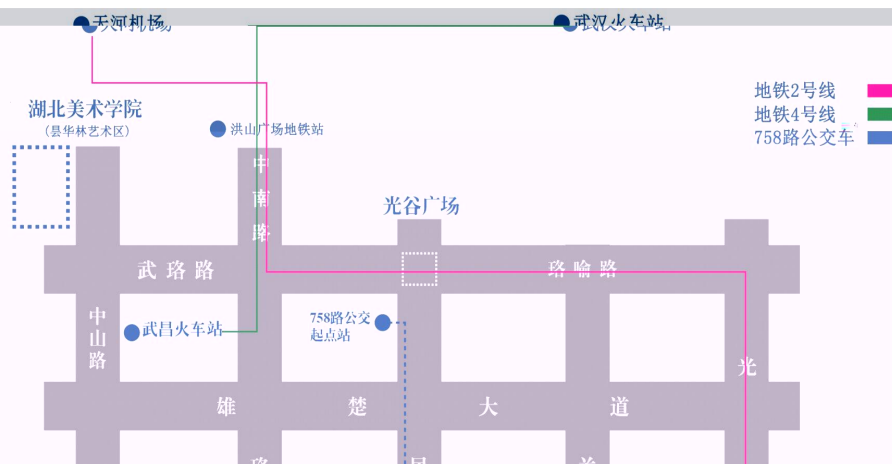 天河机场
武汉火车站
地铁2号线
地铁4号线
758路公交车
湖北美术学院
(昙华林艺术区)
洪山广场地铁站
中南路
光谷广场
武珞路
珞喻路
中山路
武昌火车站
758路公交
起点站
光
雄楚大道